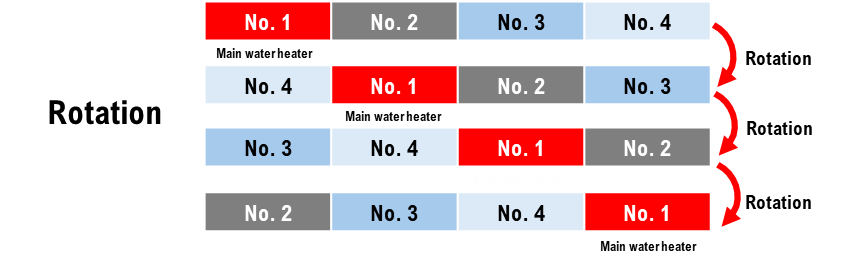 No. 1 No. 2 No. 3 No. 4
Main water heater
Rotation
No. 4 No. 1 No. 2 No. 3
Rotation
Main water heater
Rotation
No. 3 No. 4 No. 1 No. 2
Rotation
No. 2 No. 3 No. 4 No. 1
Main water heater